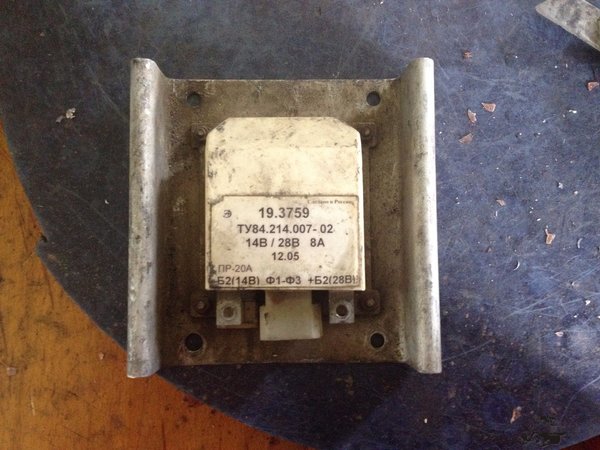 Сделано в России
19.3759
ТУ84.214.007- 02
14В / 28В 8А
12.05
ПР-20А
+Б2(14В) Ф1-Ф3 +Б2(28В)